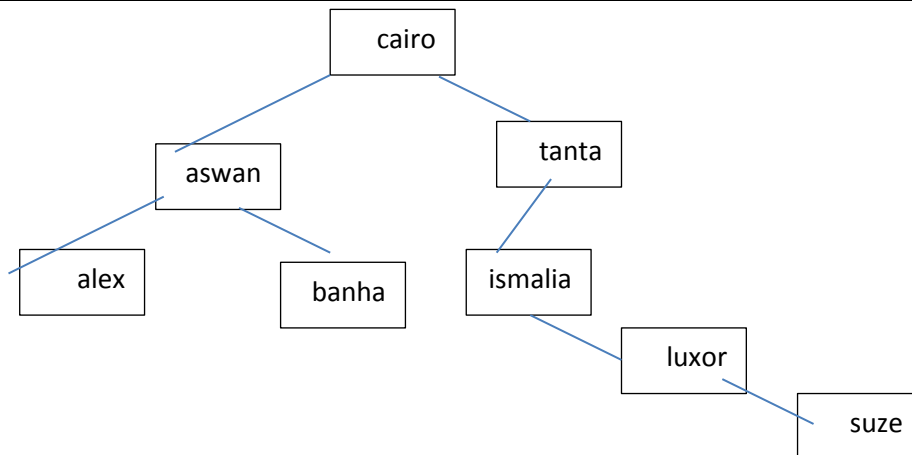 cairo
tanta
aswan
alex
banha
ismalia
luxor
suze